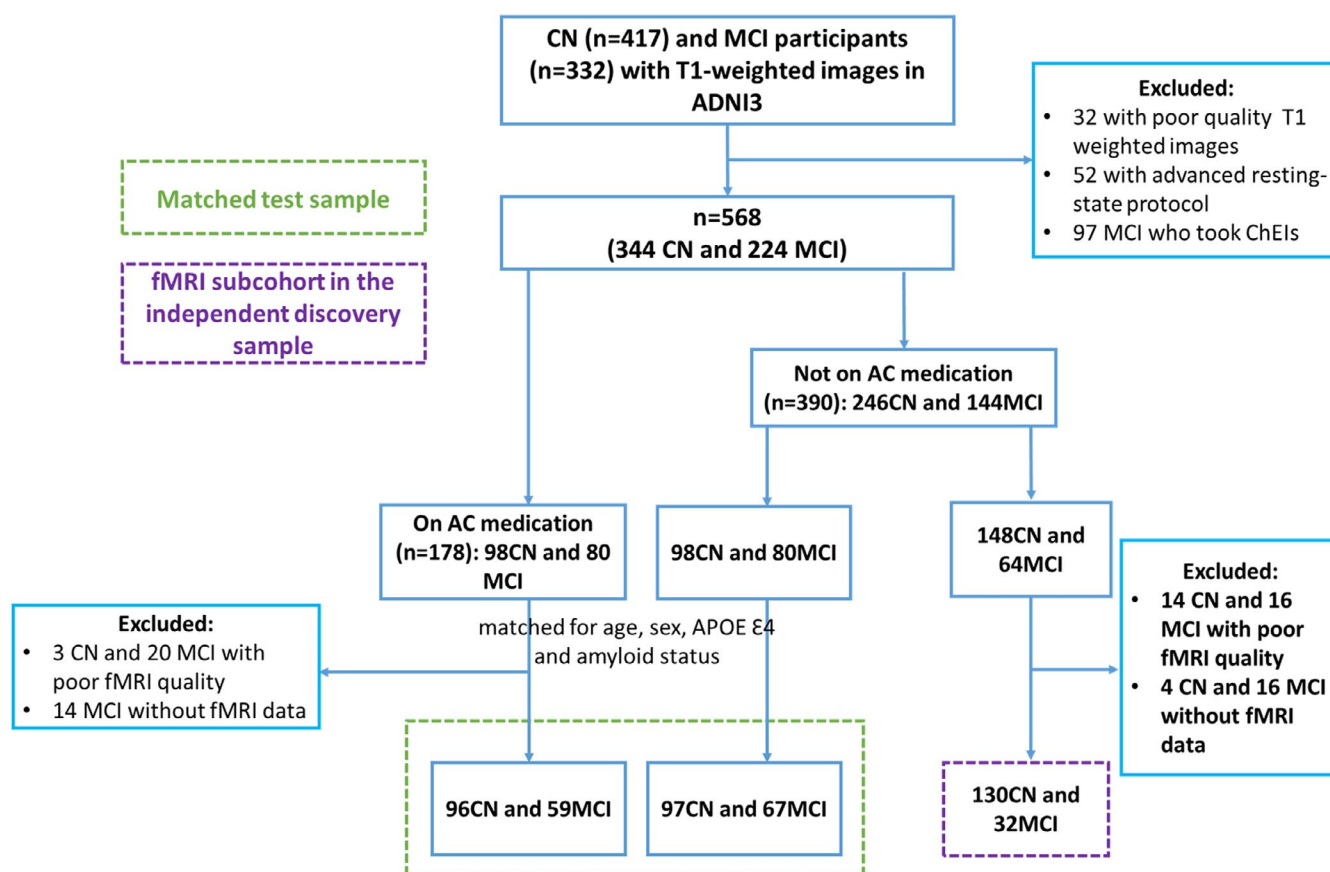 CN (n=417) and MCI participants
(n=332) with T1-weighted images in
ADNI3
Excluded:
• 32 with poor quality T1
weighted images
• 52 with advanced resting-
state protocol
• 97 MCI who took ChEIs
Matched test sample
fMRI subcohort in the
independent discovery
sample
n=568
(344 CN and 224 MCI)
Not on AC medication
(n=390): 246CN and 144MCI
On AC medication
(n=178): 98CN and 80
MCI
98CN and 80MCI
148CN and
64MCI
Excluded:
• 3 CN and 20 MCI with
poor fMRI quality
• 14 MCI without fMRI data
matched for age, sex, APOE Ɛ4
and amyloid status
Excluded:
• 14 CN and 16
MCI with poor
fMRI quality
• 4 CN and 16 MCI
without fMRI
data
96CN and 59MCI
97CN and 67MCI
130CN and
32MCI